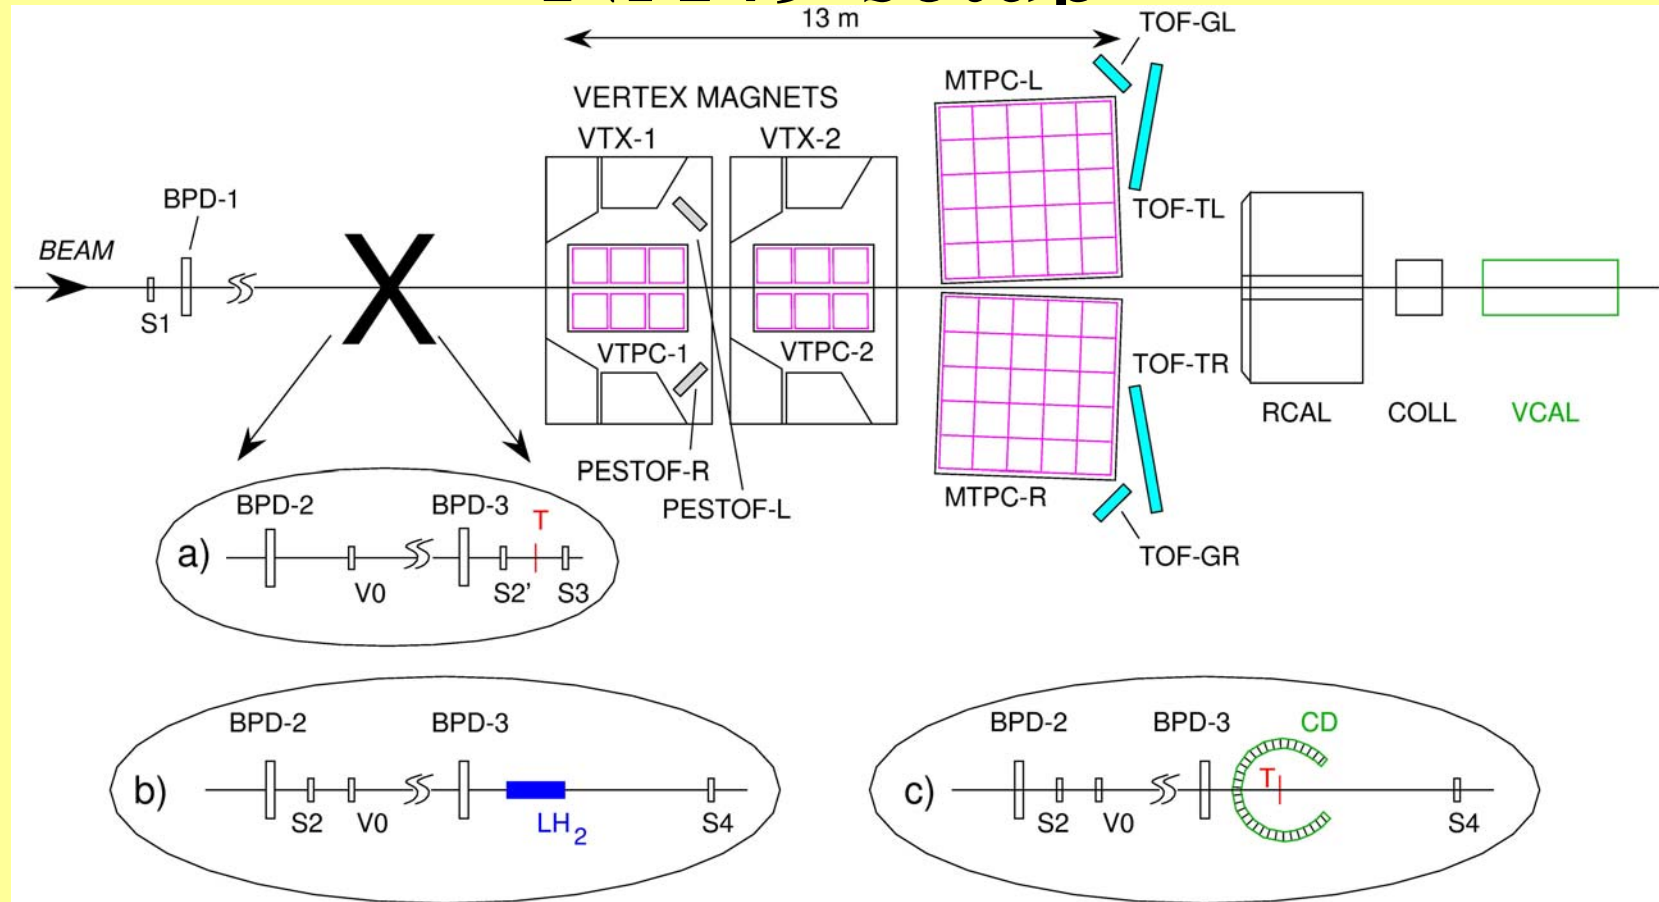 13 m
TOF-GL
MTPC-L
VERTEX MAGNETS
VTX-1 VTX-2
BPD-1
BEAM
TOF-TL
S1
VTPC-1 VTPC-2
TOF-TR
RCAL COLL VCAL
PESTOF-R
PESTOF-L
MTPC-R
TOF-GR
BPD-2 BPD-3 T
a)
V0 S2' S3
BPD-2 BPD-3
b)
S2 V0 LH2 S4
BPD-2 BPD-3 CD
T
c)
S2 V0 S4